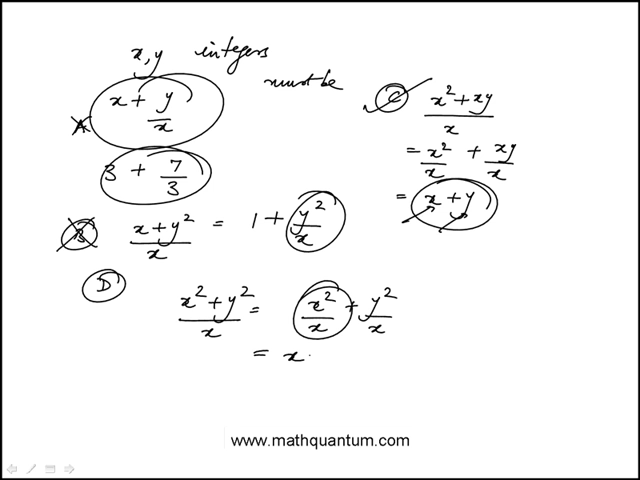 x, y integers
must be
A x + y/x
3 + 7/3
B (x + y²)/x = 1 + y²/x
C (x² + xy)/x
= x²/x + xy/x
= x + y
D (x² + y²)/x = x²/x + y²/x
= x.
www.mathquantum.com